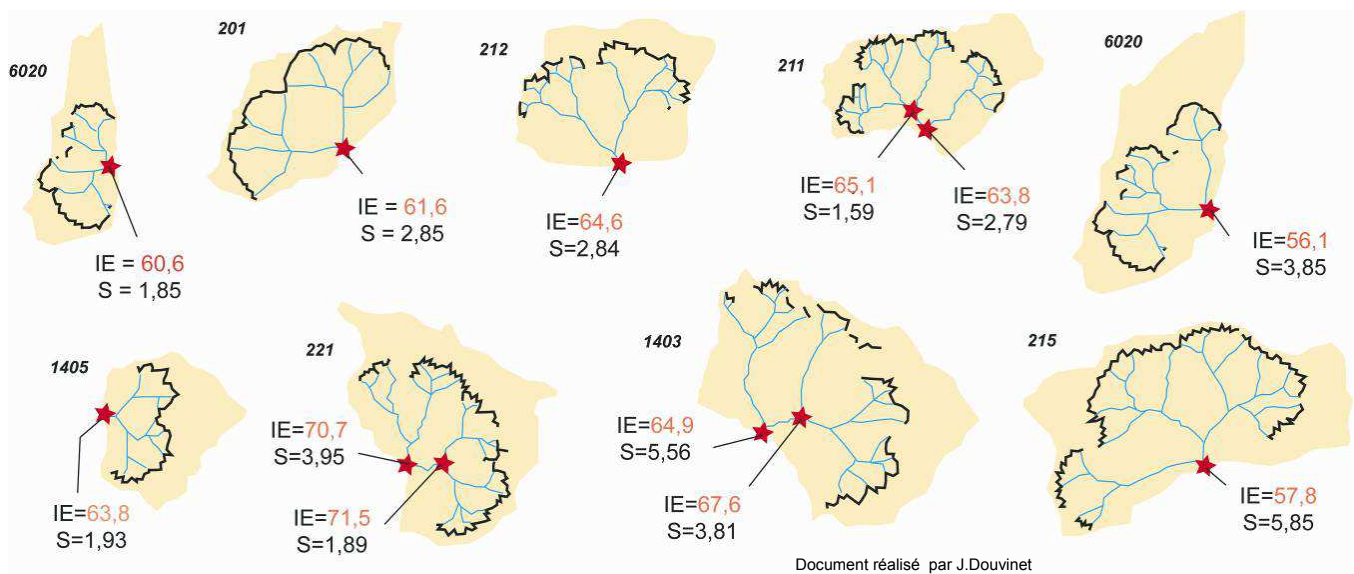 6020
IE = 60,6
S = 1,85
201
IE = 61,6
S = 2,85
212
IE=64,6
S=2,84
211
IE=65,1
S=1,59
IE=63,8
S=2,79
6020
IE=56,1
S=3,85
1405
IE=63,8
S=1,93
221
IE=70,7
S=3,95
IE=71,5
S=1,89
1403
IE=64,9
S=5,56
IE=67,6
S=3,81
215
IE=57,8
S=5,85
Document réalisé par J.Douvinet